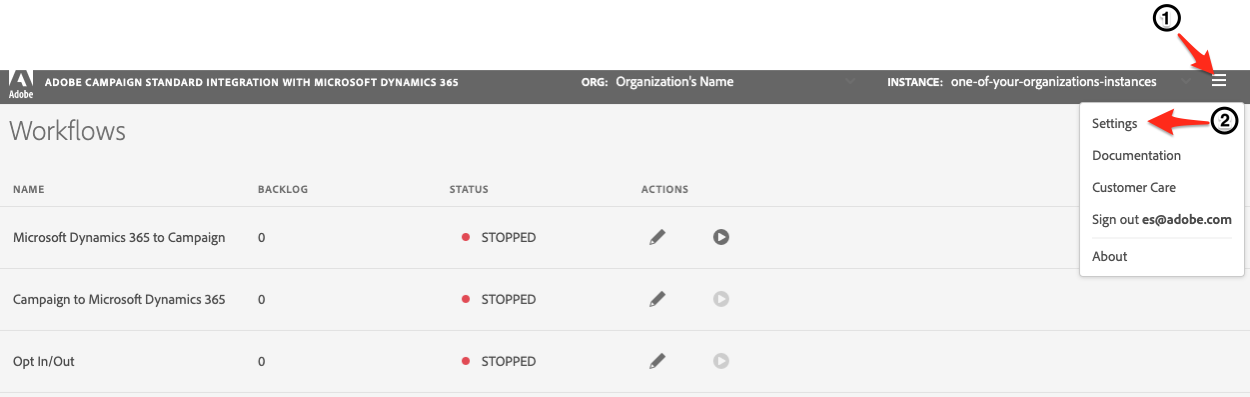 1
Adobe
ADOBE CAMPAIGN STANDARD INTEGRATION WITH MICROSOFT DYNAMICS 365 ORG: Organization's Name INSTANCE: one-of-your-organizations-instances
Workflows
Settings 2
Documentation
Customer Care
Sign out es@adobe.com
About
NAME BACKLOG STATUS ACTIONS
Microsoft Dynamics 365 to Campaign 0 STOPPED
Campaign to Microsoft Dynamics 365 0 STOPPED
Opt In/Out 0 STOPPED